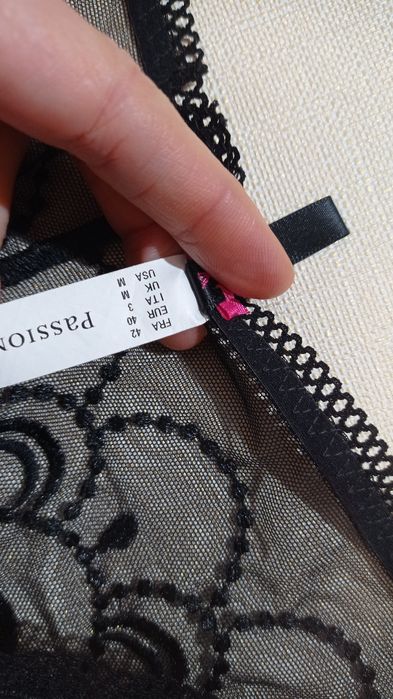 FRA 42
EUR 40
ITA 3
UK M
USA M
PASSION